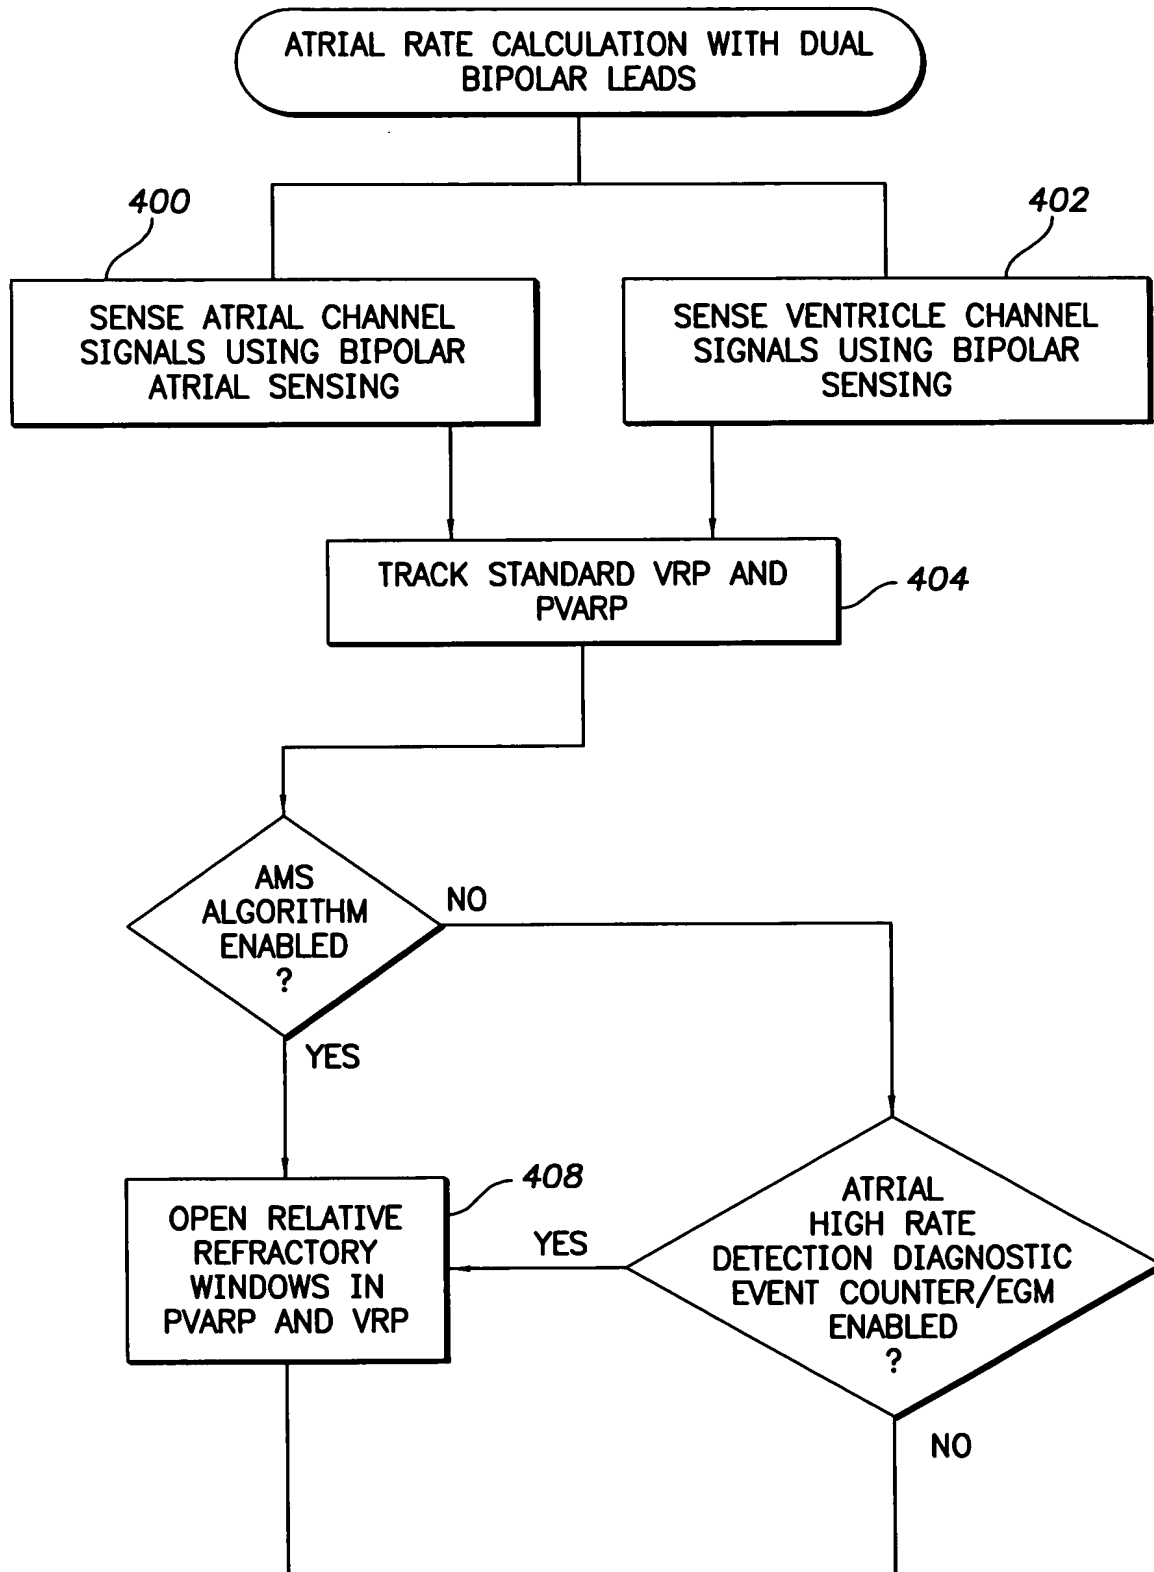 ATRIAL RATE CALCULATION WITH DUAL
BIPOLAR LEADS
400
402
SENSE ATRIAL CHANNEL
SIGNALS USING BIPOLAR
ATRIAL SENSING
SENSE VENTRICLE CHANNEL
SIGNALS USING BIPOLAR
SENSING
TRACK STANDARD VRP AND
PVARP
404
AMS
ALGORITHM
ENABLED
?
NO
YES
408
OPEN RELATIVE
REFRACTORY
WINDOWS IN
PVARP AND VRP
YES
ATRIAL
HIGH RATE
DETECTION DIAGNOSTIC
EVENT COUNTER/EGM
ENABLED
?
NO